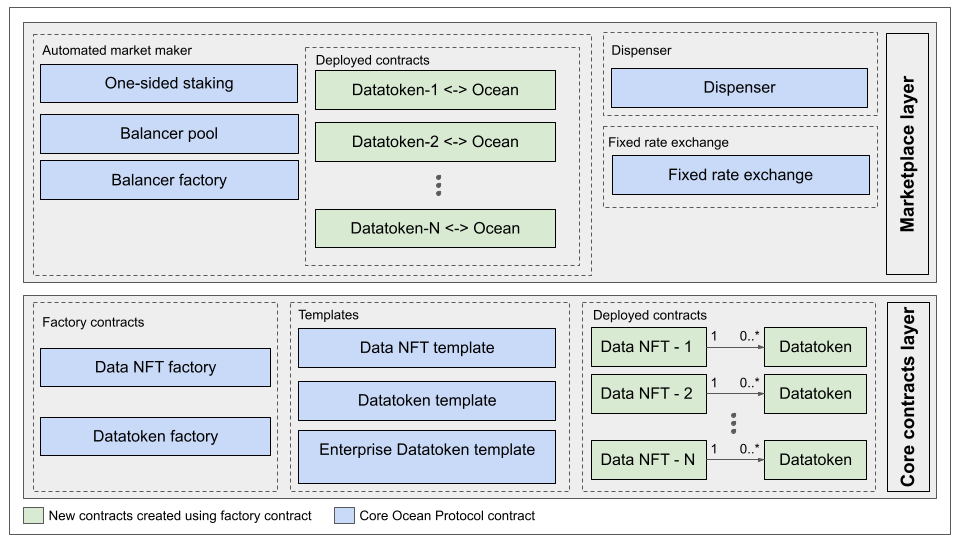 Automated market maker
One-sided staking
Balancer pool
Balancer factory
Deployed contracts
Datatoken-1 <-> Ocean
Datatoken-2 <-> Ocean
Datatoken-N <-> Ocean
Dispenser
Dispenser
Fixed rate exchange
Fixed rate exchange
Marketplace layer
Factory contracts
Data NFT factory
Datatoken factory
Templates
Data NFT template
Datatoken template
Enterprise Datatoken template
Deployed contracts
Data NFT - 1 1 0..* Datatoken
Data NFT - 2 1 0..* Datatoken
Data NFT - N 1 0..* Datatoken
Core contracts layer
New contracts created using factory contract
Core Ocean Protocol contract